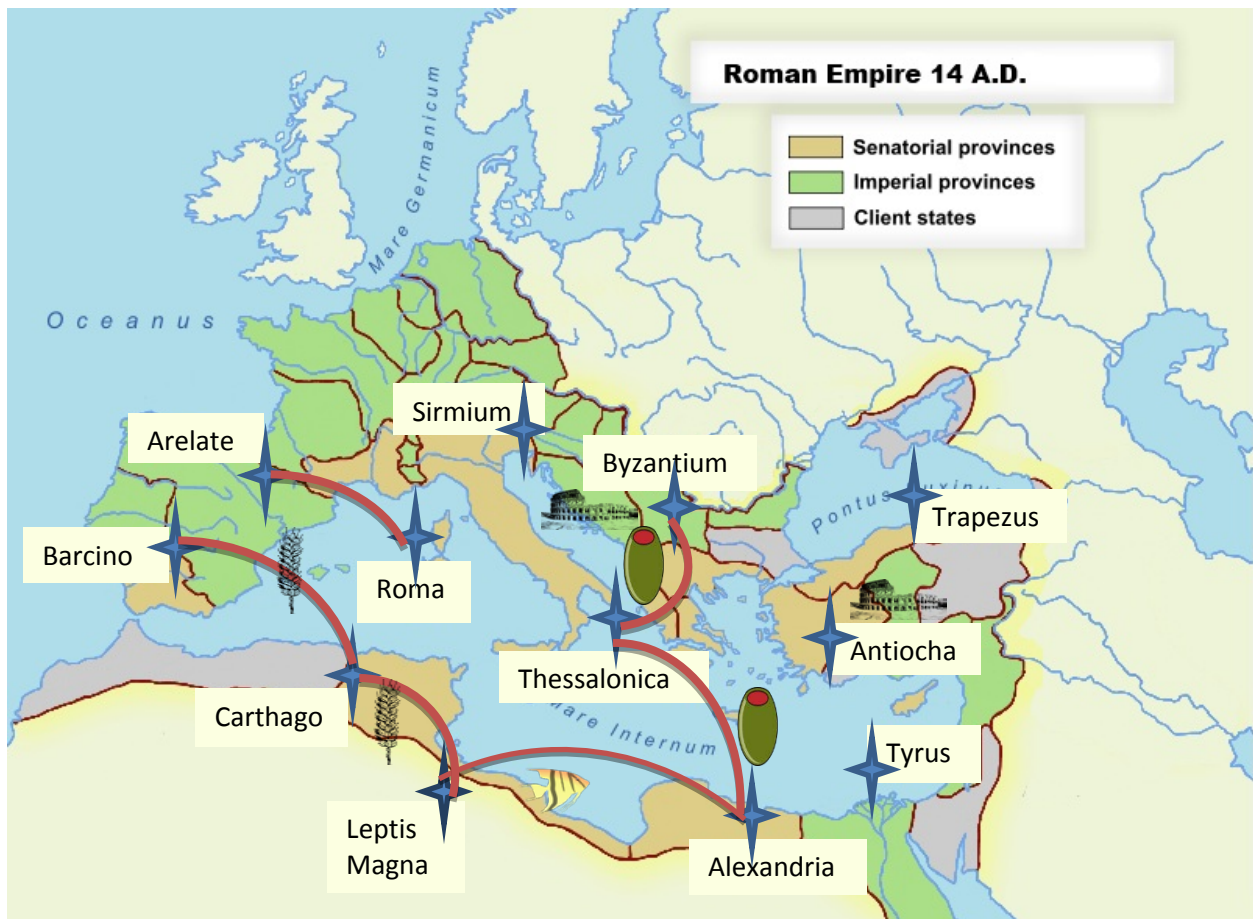 Roman Empire 14 A.D.
Senatorial provinces
Imperial provinces
Client states
Mare Germanicum
Oceanus
Sirmium
Arelate
Byzantium
Pontus Euxinus
Trapezus
Barcino
Roma
Antiocha
Thessalonica
Carthago
Mare Internum
Tyrus
Leptis
Magna
Alexandria